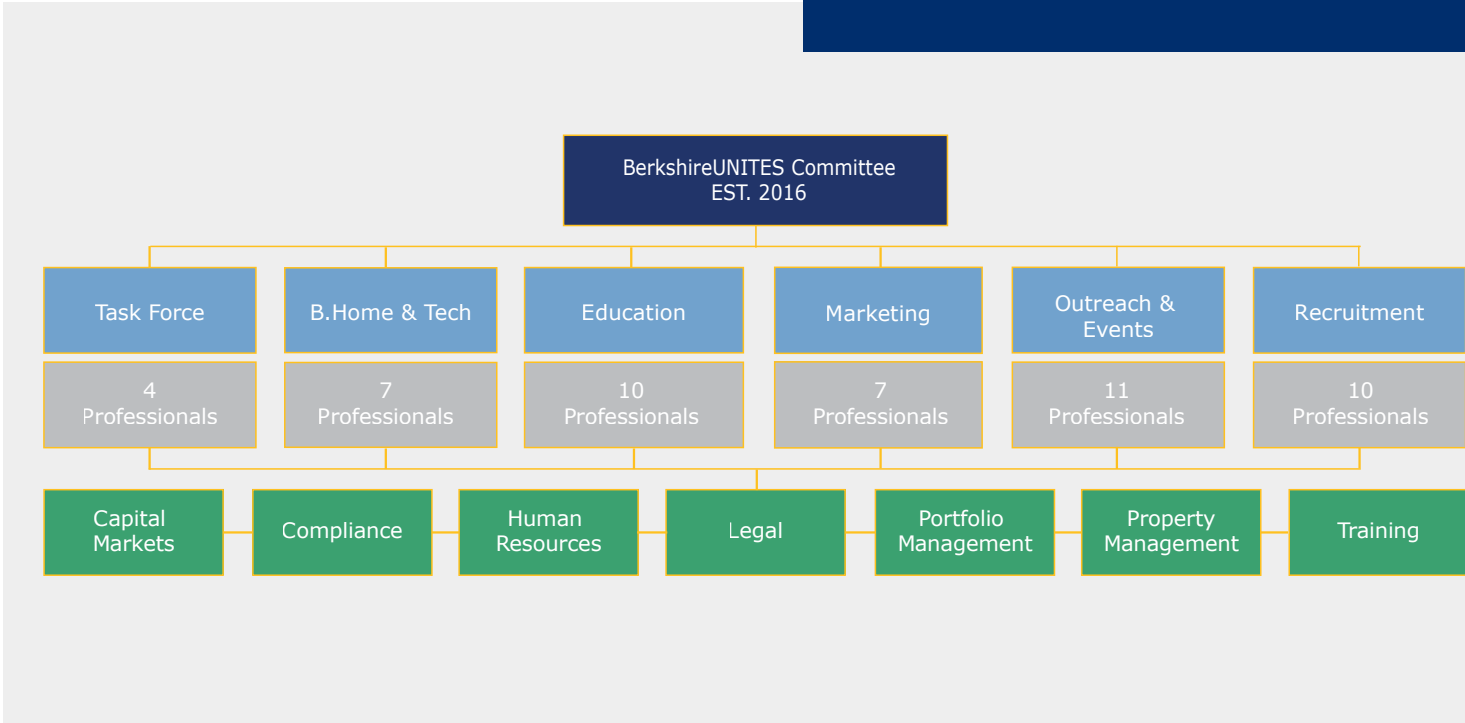 BerkshireUNITES Committee
EST. 2016
Task Force
B.Home & Tech
Education
Marketing
Outreach &
Events
Recruitment
4
Professionals
7
Professionals
10
Professionals
7
Professionals
11
Professionals
10
Professionals
Capital
Markets
Compliance
Human
Resources
Legal
Portfolio
Management
Property
Management
Training